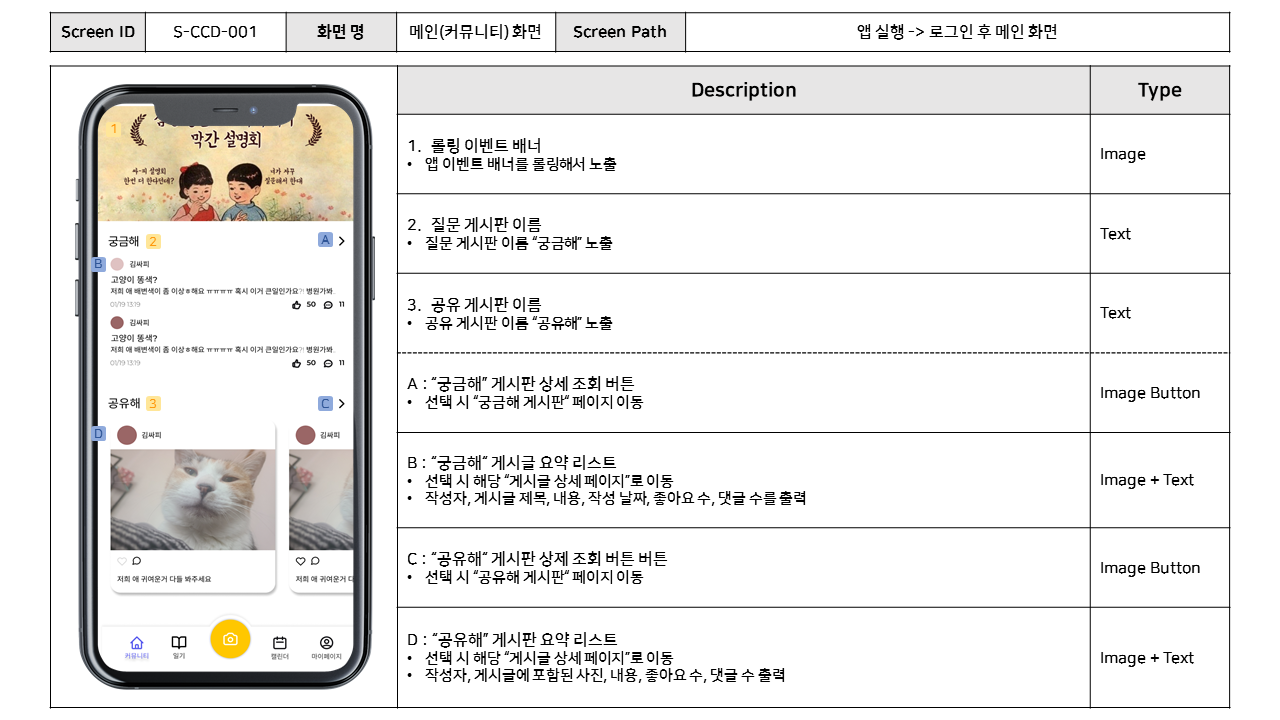 Screen ID
S-CCD-001
화면 명
메인(커뮤니티) 화면
Screen Path
앱 실행 -> 로그인 후 메인 화면
Description
Type
1
막간 설명회
싸-피 설명회
한번 더 한다던데?
니가 자꾸
질문해서 한대
궁금해 2
A
B
김싸피
고양이 똥색?
저희 애 배변색이 좀 이상ㅎ해요 ㅠㅠㅠㅠ 혹시 이거 큰일인가요?! 병원가봐..
01/19 13:19
50
11
김싸피
고양이 똥색?
저희 애 배변색이 좀 이상ㅎ해요 ㅠㅠㅠㅠ 혹시 이거 큰일인가요?! 병원가봐..
01/19 13:19
50
11
공유해 3
C
D
김싸피
김싸피
저희 애 귀여운거 다들 봐주세요
저희 애 귀여운거 다
커뮤니티
일기
캘린더
마이페이지
1. 롤링 이벤트 배너
• 앱 이벤트 배너를 롤링해서 노출
Image
2. 질문 게시판 이름
• 질문 게시판 이름 “궁금해” 노출
Text
3. 공유 게시판 이름
• 공유 게시판 이름 “공유해” 노출
Text
A : “궁금해” 게시판 상세 조회 버튼
• 선택 시 “궁금해 게시판“ 페이지 이동
Image Button
B : “궁금해“ 게시글 요약 리스트
• 선택 시 해당 “게시글 상세 페이지”로 이동
• 작성자, 게시글 제목, 내용, 작성 날짜, 좋아요 수, 댓글 수를 출력
Image + Text
C : “공유해“ 게시판 상제 조회 버튼 버튼
• 선택 시 “공유해 게시판“ 페이지 이동
Image Button
D : “공유해” 게시판 요약 리스트
• 선택 시 해당 “게시글 상세 페이지”로 이동
• 작성자, 게시글에 포함된 사진, 내용, 좋아요 수, 댓글 수 출력
Image + Text